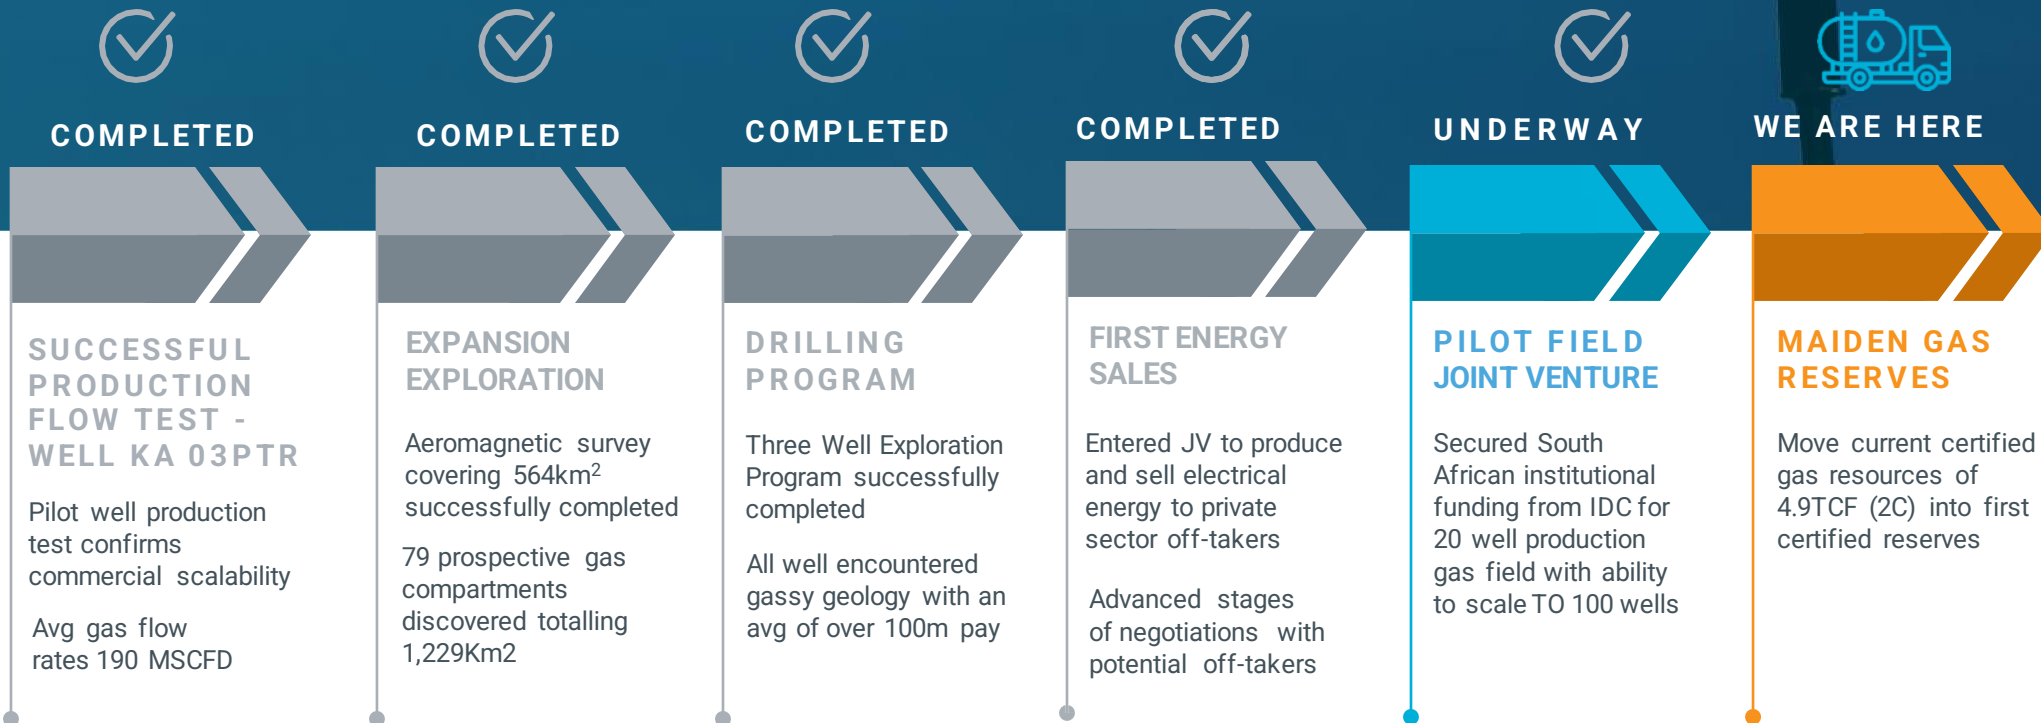 COMPLETED
SUCCESSFUL
PRODUCTION
FLOW TEST -
WELL KA 03PTR
Pilot well production
test confirms
commercial scalability
Avg gas flow
rates 190 MSCFD
COMPLETED
EXPANSION
EXPLORATION
Aeromagnetic survey
covering 564km²
successfully completed
79 prospective gas
compartments
discovered totalling
1,229Km2
COMPLETED
DRILLING
PROGRAM
Three Well Exploration
Program successfully
completed
All well encountered
gassy geology with an
avg of over 100m pay
COMPLETED
FIRST ENERGY
SALES
Entered JV to produce
and sell electrical
energy to private
sector off-takers
Advanced stages
of negotiations with
potential off-takers
UNDERWAY
PILOT FIELD
JOINT VENTURE
Secured South
African institutional
funding from IDC for
20 well production
gas field with ability
to scale TO 100 wells
WE ARE HERE
MAIDEN GAS
RESERVES
Move current certified
gas resources of
4.9TCF (2C) into first
certified reserves